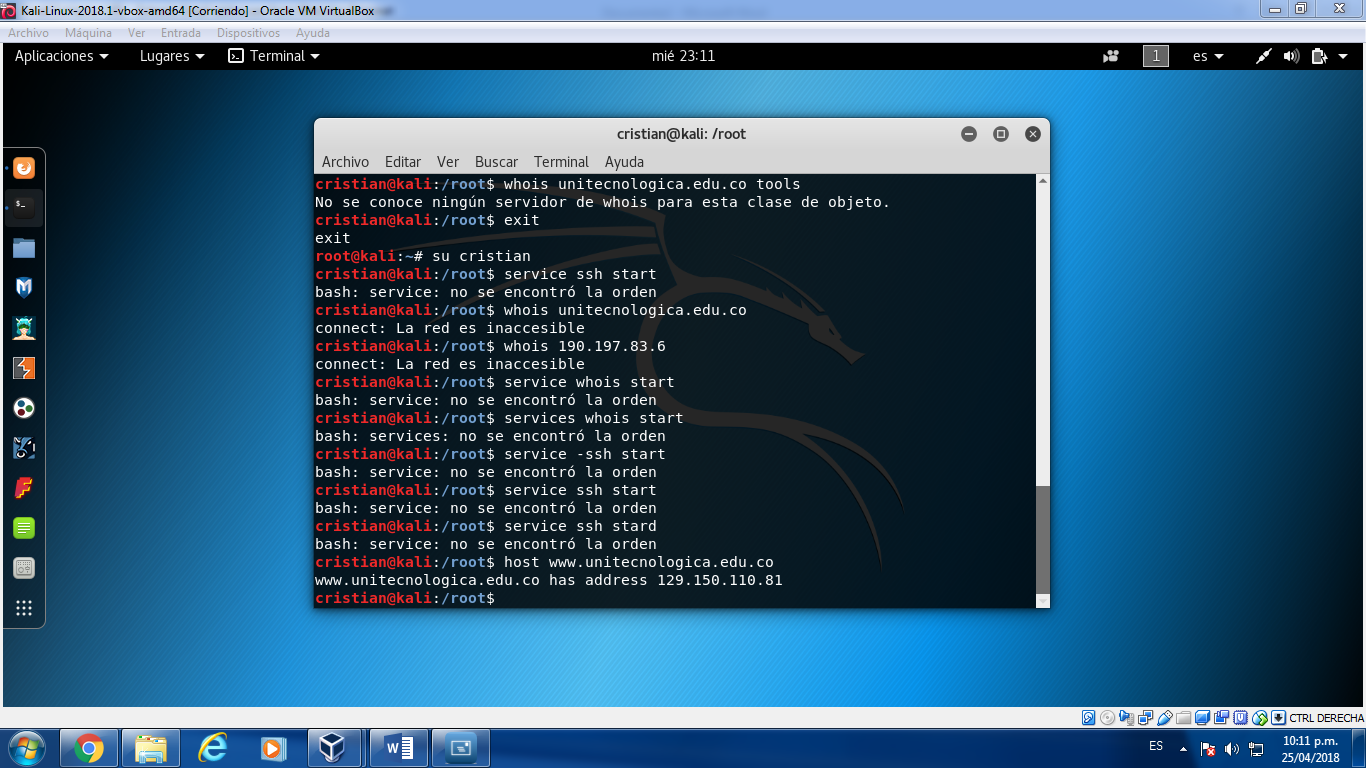 Kali-Linux-2018.1-vbox-amd64 [Corriendo] - Oracle VM VirtualBox
Archivo Máquina Ver Entrada Dispositivos Ayuda
Aplicaciones Lugares Terminal mié 23:11 1 es
cristian@kali: /root
Archivo Editar Ver Buscar Terminal Ayuda
cristian@kali:/root$ whois unitecnologica.edu.co tools
No se conoce ningún servidor de whois para esta clase de objeto.
cristian@kali:/root$ exit
exit
root@kali:~# su cristian
cristian@kali:/root$ service ssh start
bash: service: no se encontró la orden
cristian@kali:/root$ whois unitecnologica.edu.co
connect: La red es inaccesible
cristian@kali:/root$ whois 190.197.83.6
connect: La red es inaccesible
cristian@kali:/root$ service whois start
bash: service: no se encontró la orden
cristian@kali:/root$ services whois start
bash: services: no se encontró la orden
cristian@kali:/root$ service -ssh start
bash: service: no se encontró la orden
cristian@kali:/root$ service ssh start
bash: service: no se encontró la orden
cristian@kali:/root$ service ssh stard
bash: service: no se encontró la orden
cristian@kali:/root$ host www.unitecnologica.edu.co
www.unitecnologica.edu.co has address 129.150.110.81
cristian@kali:/root$
CTRL DERECHA
ES
10:11 p.m.
25/04/2018